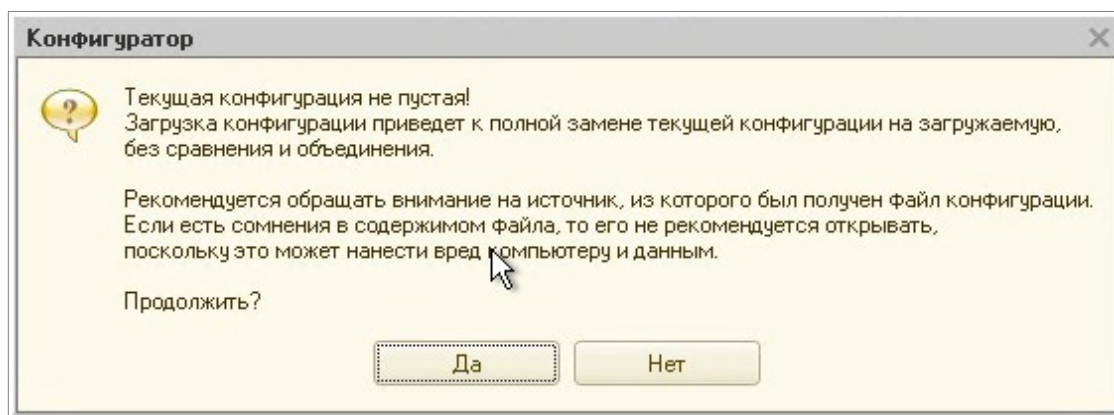 Конфигуратор
Текущая конфигурация не пустая!
Загрузка конфигурации приведет к полной замене текущей конфигурации на загружаемую,
без сравнения и объединения.
Рекомендуется обращать внимание на источник, из которого был получен файл конфигурации.
Если есть сомнения в содержимом файла, то его не рекомендуется открывать,
поскольку это может нанести вред компьютеру и данным.
Продолжить?
Да
Нет